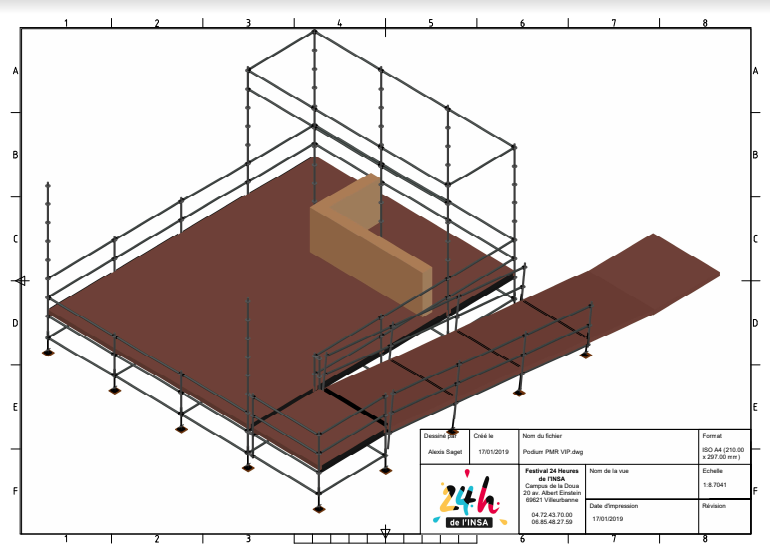 1 2 3 4 5 6 7 8
A A
B B
C C
D D
E E
F F
Dessiné par
Alexis Saget
Créé le
17/01/2019
Nom du fichier
Podium PMR VIP.dwg
Format
ISO A4 (210.00
x 297.00 mm)
24h
de l'INSA
Festival 24 Heures
de l'INSA
Campus de la Doua
20 av. Albert Einstein
69621 Villeurbanne
04.72.43.70.00
06.85.48.27.59
Nom de la vue
Echelle
1:8.7041
Date d'impression
17/01/2019
Révision
1 2 3 4 5 6 7 8